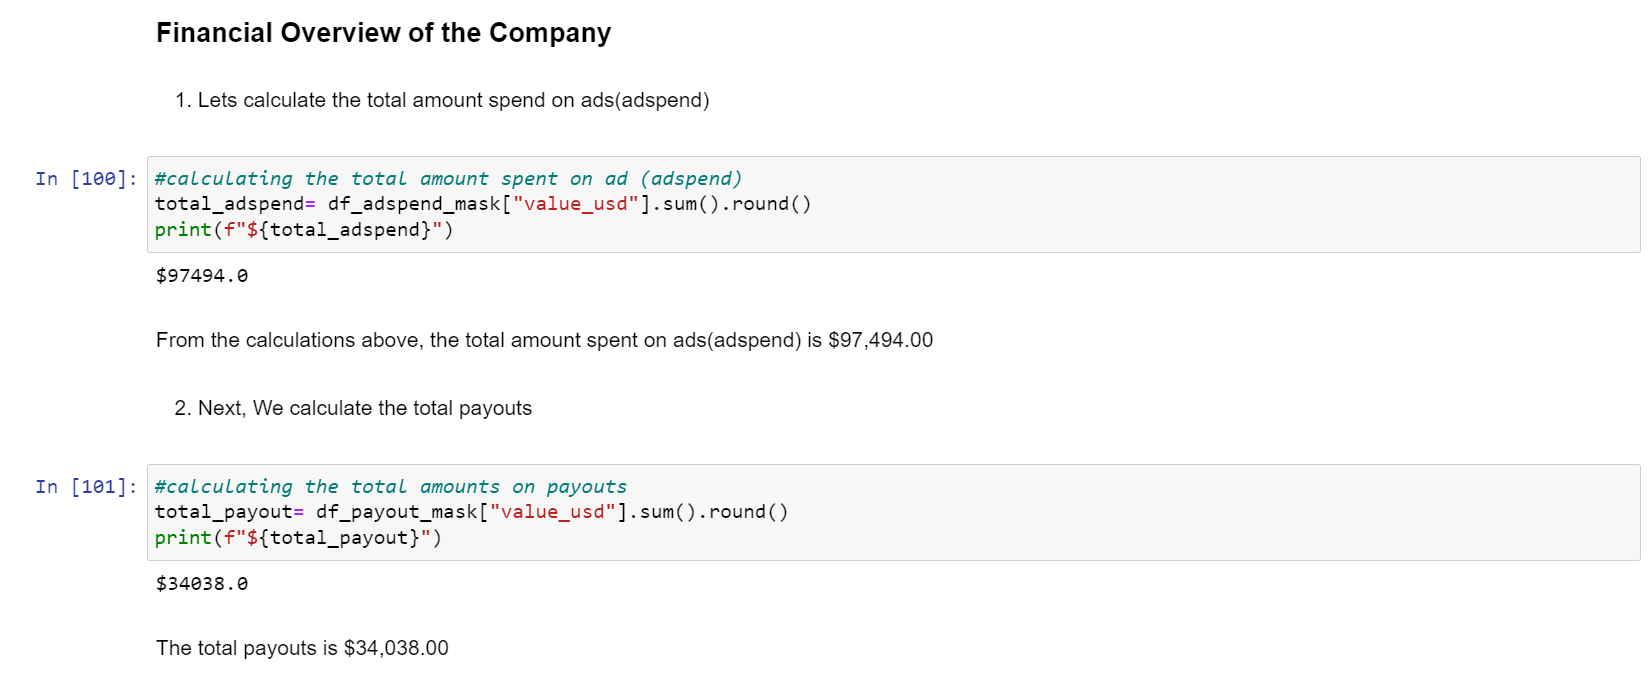 Financial Overview of the Company
1. Lets calculate the total amount spend on ads(adspend)
In [100]:
#calculating the total amount spent on ad (adspend)
total_adspend= df_adspend_mask["value_usd"].sum().round()
print(f"${total_adspend}")
$97494.0
From the calculations above, the total amount spent on ads(adspend) is $97,494.00
2. Next, We calculate the total payouts
In [101]:
#calculating the total amounts on payouts
total_payout= df_payout_mask["value_usd"].sum().round()
print(f"${total_payout}")
$34038.0
The total payouts is $34,038.00